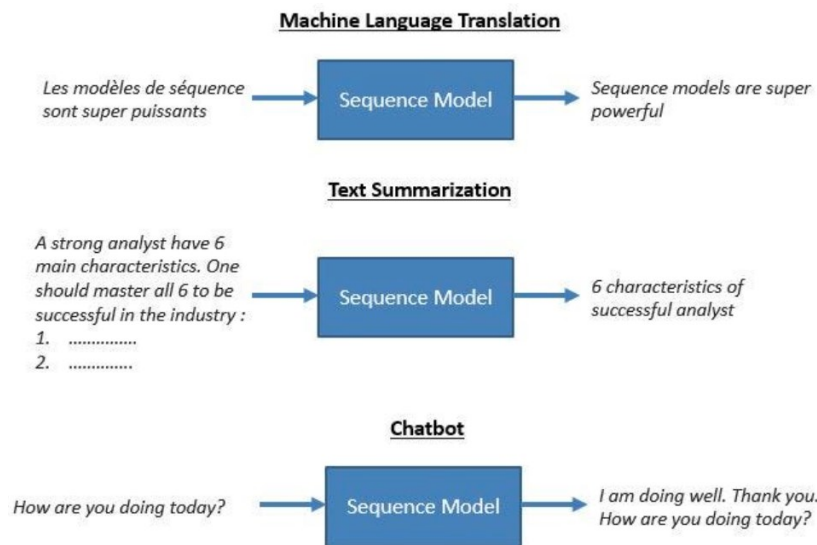 Machine Language Translation
Les modèles de séquence
sont super puissants
Sequence Model
Sequence models are super
powerful
Text Summarization
A strong analyst have 6
main characteristics. One
should master all 6 to be
successful in the industry :
1. ...............
2. ..............
Sequence Model
6 characteristics of
successful analyst
Chatbot
How are you doing today?
Sequence Model
I am doing well. Thank you.
How are you doing today?